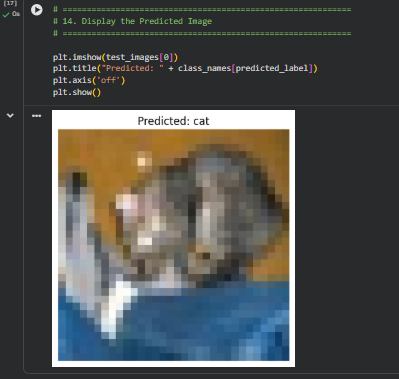 [17]
0s
# ============================================================
# 14. Display the Predicted Image
# ============================================================
plt.imshow(test_images[0])
plt.title("Predicted: " + class_names[predicted_label])
plt.axis('off')
plt.show()
Predicted: cat